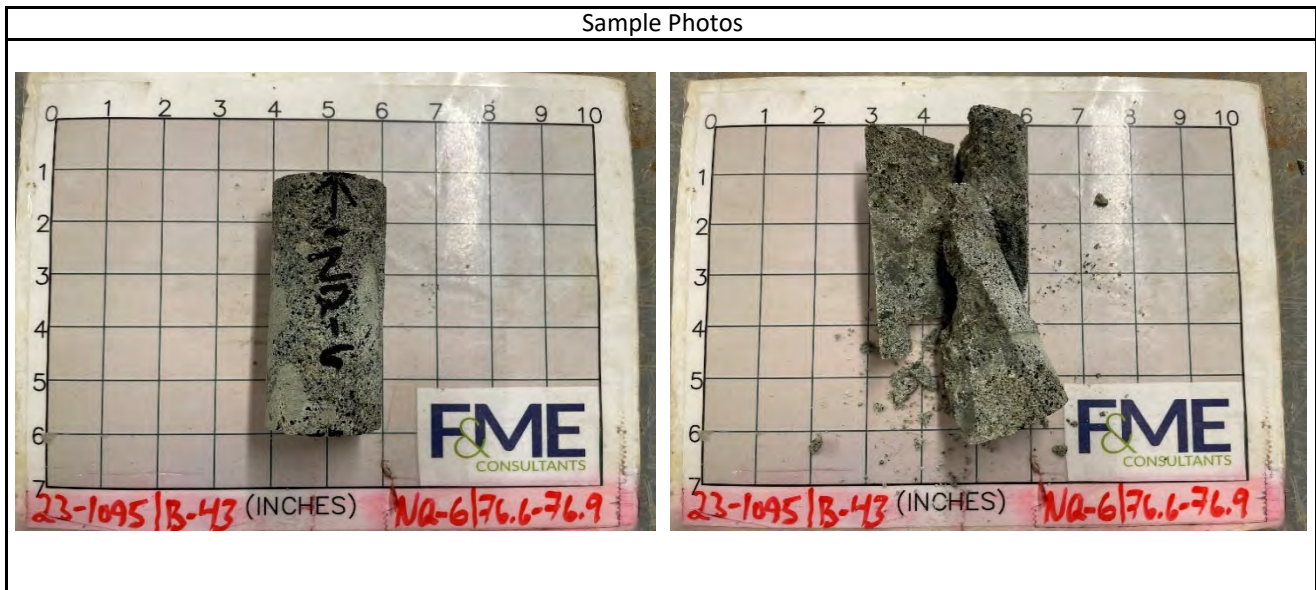 Sample Photos
0 1 2 3 4 5 6 7 8 9 10
1
2
3
4
5
6
7
NQ-6
F&ME
CONSULTANTS
(INCHES)
23-1095 | B-43
NQ-6 | 76.6-76.9
0 1 2 3 4 5 6 7 8 9 10
1
2
3
4
5
6
7
F&ME
CONSULTANTS
(INCHES)
23-1095 | B-43
NQ-6 | 76.6-76.9